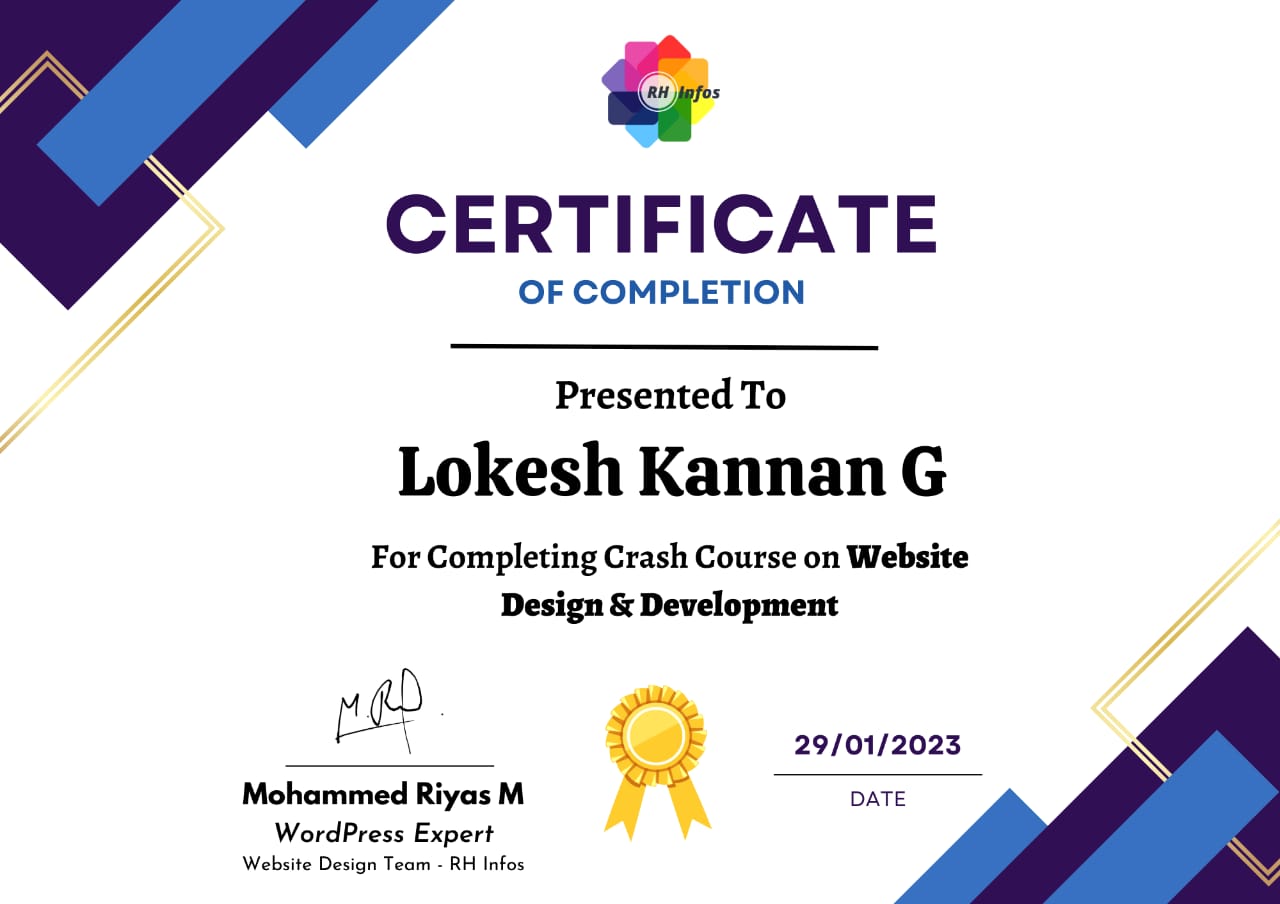 RH Infos
CERTIFICATE
OF COMPLETION
Presented To
Lokesh Kannan G
For Completing Crash Course on Website
Design & Development
M.R
Mohammed Riyas M
WordPress Expert
Website Design Team - RH Infos
29/01/2023
DATE